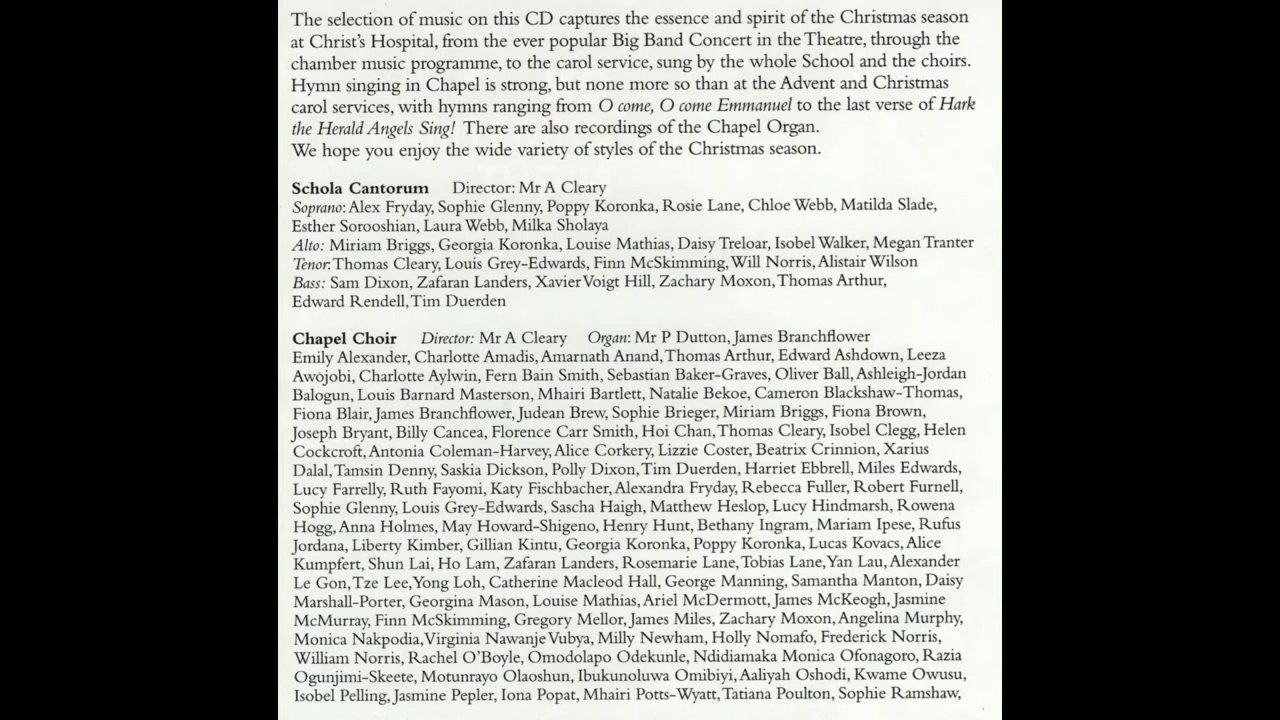 The selection of music on this CD captures the essence and spirit of the Christmas season
at Christ's Hospital, from the ever popular Big Band Concert in the Theatre, through the
chamber music programme, to the carol service, sung by the whole School and the choirs.
Hymn singing in Chapel is strong, but none more so than at the Advent and Christmas
carol services, with hymns ranging from O come, O come Emmanuel to the last verse of Hark
the Herald Angels Sing! There are also recordings of the Chapel Organ.
We hope you enjoy the wide variety of styles of the Christmas season.
Schola Cantorum Director: Mr A Cleary
Soprano: Alex Fryday, Sophie Glenny, Poppy Koronka, Rosie Lane, Chloe Webb, Matilda Slade,
Esther Sorooshian, Laura Webb, Milka Sholaya
Alto: Miriam Briggs, Georgia Koronka, Louise Mathias, Daisy Treloar, Isobel Walker, Megan Tranter
Tenor: Thomas Cleary, Louis Grey-Edwards, Finn McSkimming, Will Norris, Alistair Wilson
Bass: Sam Dixon, Zafaran Landers, Xavier Voigt Hill, Zachary Moxon, Thomas Arthur,
Edward Rendell, Tim Duerden
Chapel Choir Director: Mr A Cleary Organ: Mr P Dutton, James Branchflower
Emily Alexander, Charlotte Amadis, Amarnath Anand, Thomas Arthur, Edward Ashdown, Leeza
Awojobi, Charlotte Aylwin, Fern Bain Smith, Sebastian Baker-Graves, Oliver Ball, Ashleigh-Jordan
Balogun, Louis Barnard Masterson, Mhairi Bartlett, Natalie Bekoe, Cameron Blackshaw-Thomas,
Fiona Blair, James Branchflower, Judean Brew, Sophie Brieger, Miriam Briggs, Fiona Brown,
Joseph Bryant, Billy Cancea, Florence Carr Smith, Hoi Chan, Thomas Cleary, Isobel Clegg, Helen
Cockcroft, Antonia Coleman-Harvey, Alice Corkery, Lizzie Coster, Beatrix Crinnion, Xarius
Dalal, Tamsin Denny, Saskia Dickson, Polly Dixon, Tim Duerden, Harriet Ebbrell, Miles Edwards,
Lucy Farrelly, Ruth Fayomi, Katy Fischbacher, Alexandra Fryday, Rebecca Fuller, Robert Furnell,
Sophie Glenny, Louis Grey-Edwards, Sascha Haigh, Matthew Heslop, Lucy Hindmarsh, Rowena
Hogg, Anna Holmes, May Howard-Shigeno, Henry Hunt, Bethany Ingram, Mariam Ipese, Rufus
Jordana, Liberty Kimber, Gillian Kintu, Georgia Koronka, Poppy Koronka, Lucas Kovacs, Alice
Kumpfert, Shun Lai, Ho Lam, Zafaran Landers, Rosemarie Lane, Tobias Lane, Yan Lau, Alexander
Le Gon, Tze Lee, Yong Loh, Catherine Macleod Hall, George Manning, Samantha Manton, Daisy
Marshall-Porter, Georgina Mason, Louise Mathias, Ariel McDermott, James McKeogh, Jasmine
McMurray, Finn McSkimming, Gregory Mellor, James Miles, Zachary Moxon, Angelina Murphy,
Monica Nakpodia, Virginia Nawanje Vubya, Milly Newham, Holly Nomafo, Frederick Norris,
William Norris, Rachel O'Boyle, Omodolapo Odekunle, Ndidiamaka Monica Ofonagoro, Razia
Ogunjimi-Skeete, Motunrayo Olaoshun, Ibukunoluwa Omibiyi, Aaliyah Oshodi, Kwame Owusu,
Isobel Pelling, Jasmine Pepler, Iona Popat, Mhairi Potts-Wyatt, Tatiana Poulton, Sophie Ramshaw,